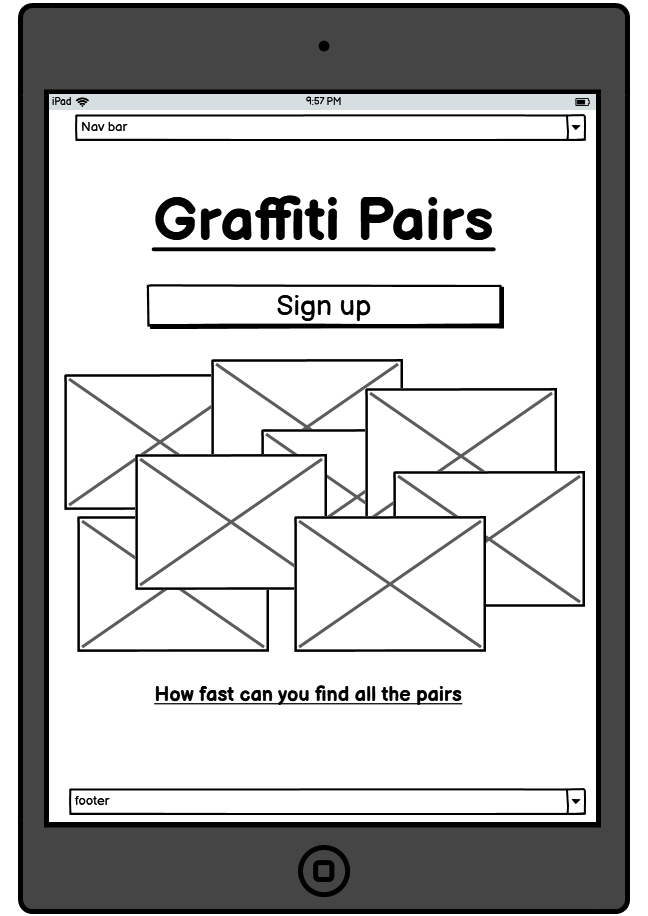 iPad 9:57 PM
Nav bar
Graffiti Pairs
Sign up
How fast can you find all the pairs
footer